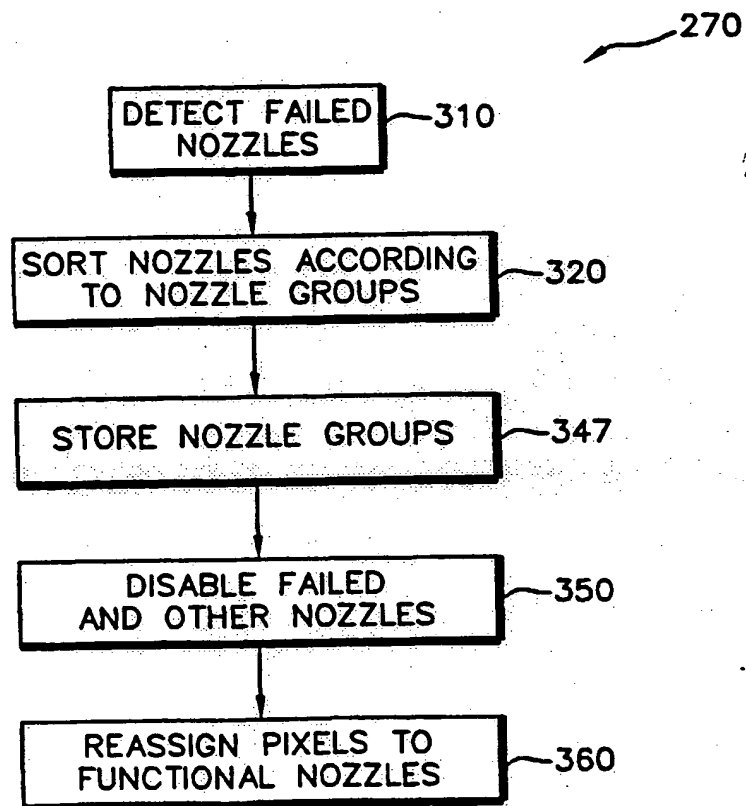 270
DETECT FAILED
NOZZLES
310
SORT NOZZLES ACCORDING
TO NOZZLE GROUPS
320
STORE NOZZLE GROUPS
347
DISABLE FAILED
AND OTHER NOZZLES
350
REASSIGN PIXELS TO
FUNCTIONAL NOZZLES
360